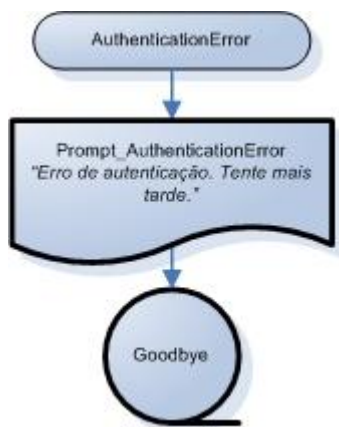 AuthenticationError
Prompt_AuthenticationError
"Erro de autenticação. Tente mais
tarde."
Goodbye